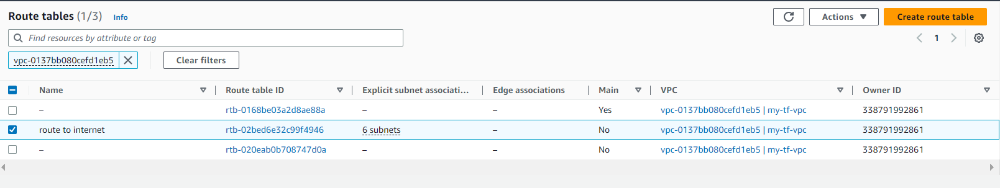 Route tables (1/3) Info
Actions
Create route table
Find resources by attribute or tag
1
vpc-0137bb080cefd1eb5
Clear filters
Name Route table ID Explicit subnet associati... Edge associations Main VPC Owner ID
– rtb-0168be03a2d8ae88a – – Yes vpc-0137bb080cefd1eb5 | my-tf-vpc 338791992861
route to internet rtb-02bed6e32c99f4946 6 subnets – No vpc-0137bb080cefd1eb5 | my-tf-vpc 338791992861
– rtb-020eab0b708747d0a – – No vpc-0137bb080cefd1eb5 | my-tf-vpc 338791992861